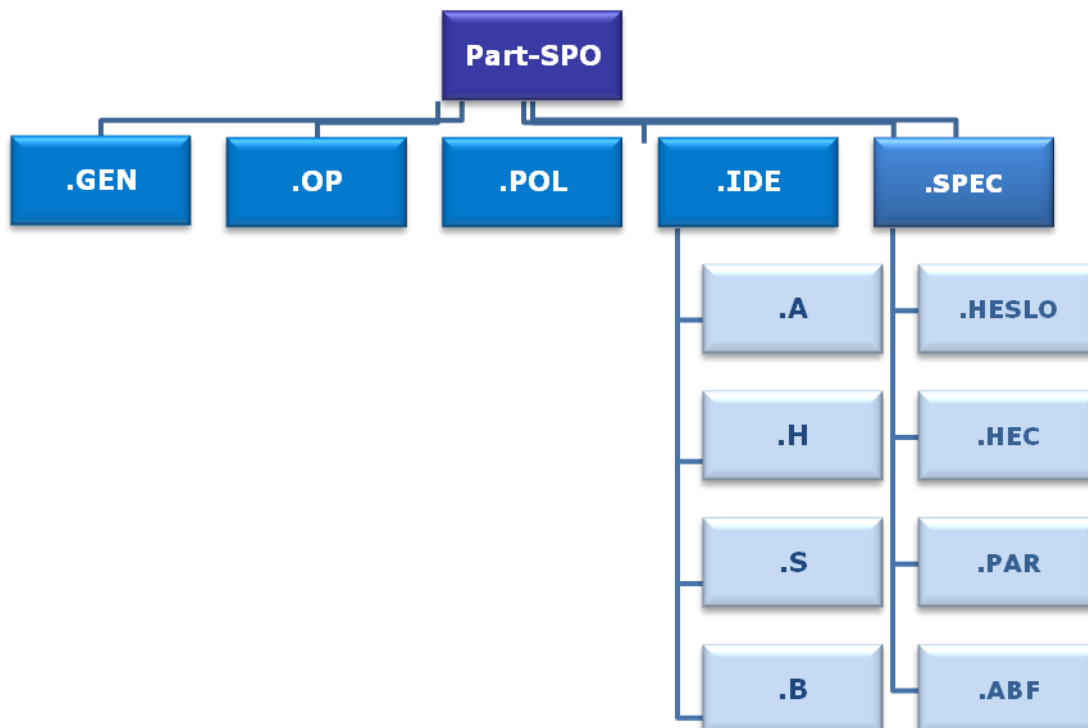 Part-SPO
.GEN
.OP
.POL
.IDE
.SPEC
.A
.HESLO
.H
.HEC
.S
.PAR
.B
.ABF